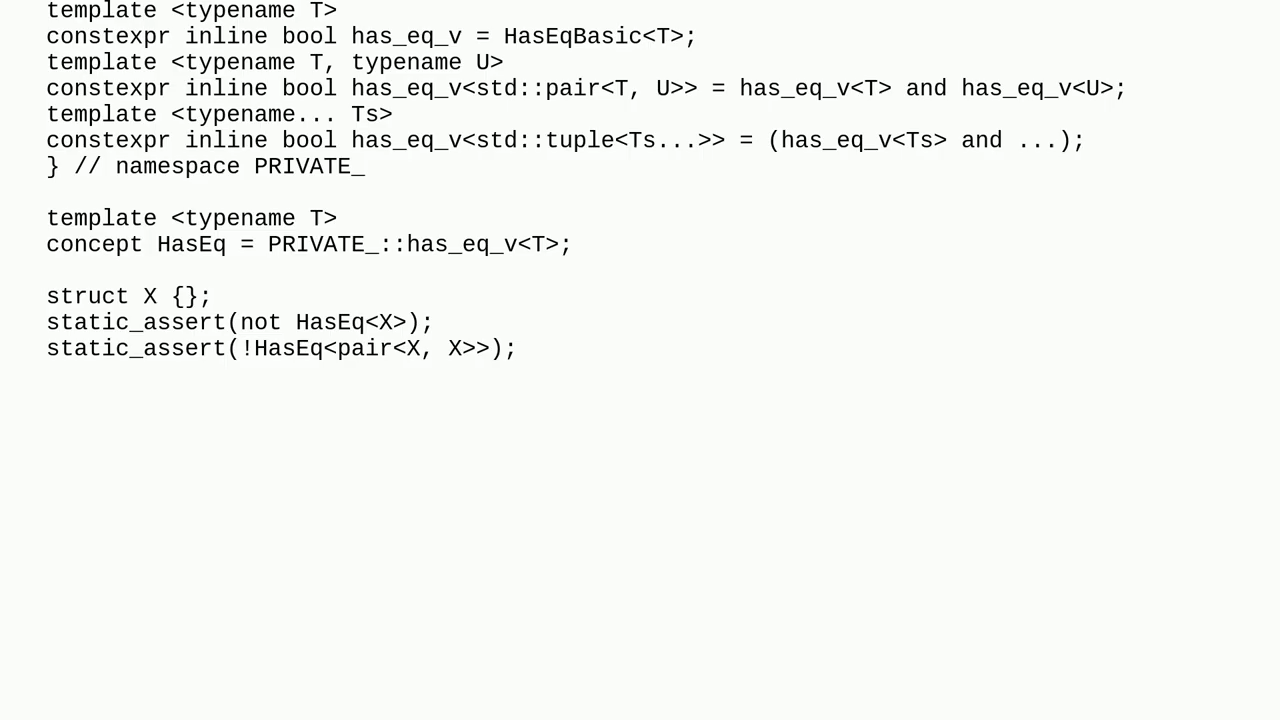 template <typename T>
constexpr inline bool has_eq_v = HasEqBasic<T>;
template <typename T, typename U>
constexpr inline bool has_eq_v<std::pair<T, U>> = has_eq_v<T> and has_eq_v<U>;
template <typename... Ts>
constexpr inline bool has_eq_v<std::tuple<Ts...>> = (has_eq_v<Ts> and ...);
} // namespace PRIVATE_

template <typename T>
concept HasEq = PRIVATE_::has_eq_v<T>;

struct X {};
static_assert(not HasEq<X>);
static_assert(!HasEq<pair<X, X>>);